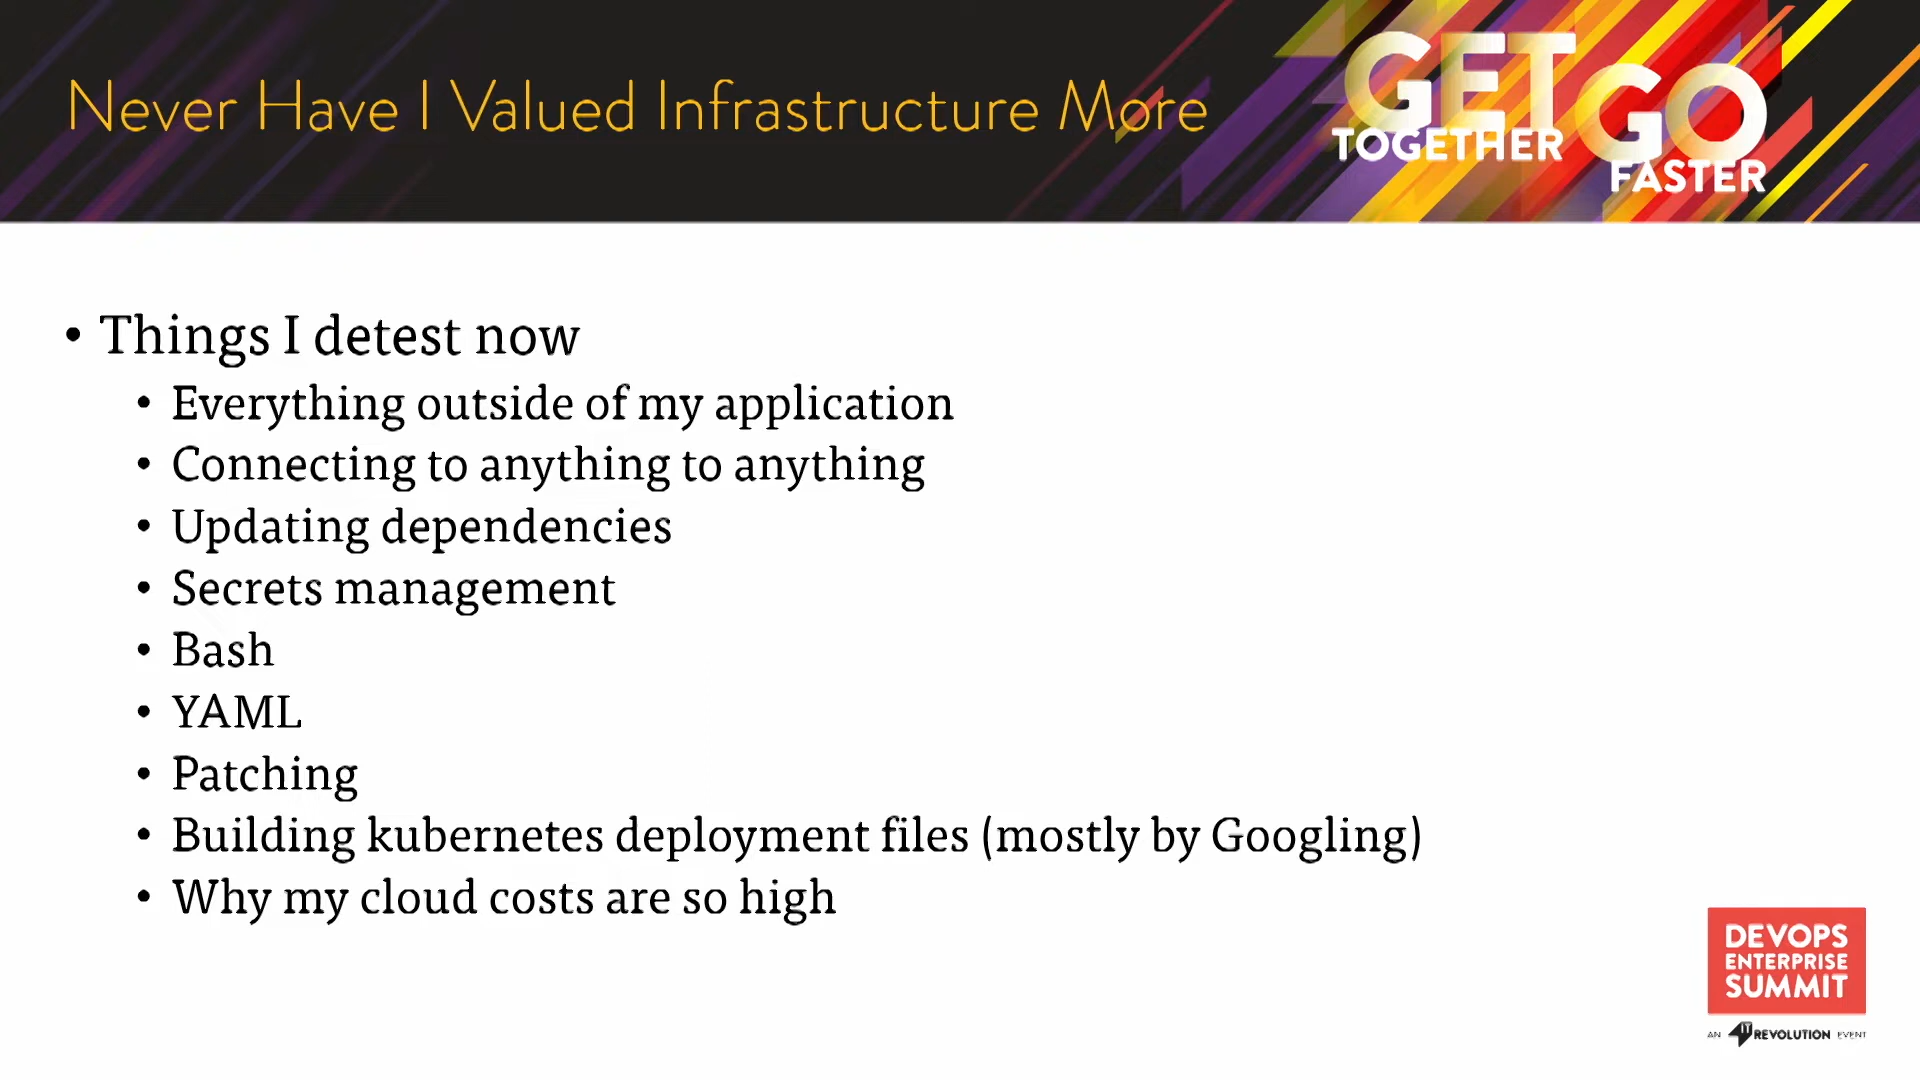 Never Have I Valued Infrastructure More
GET
TOGETHER
GO
FASTER
• Things I detest now
• Everything outside of my application
• Connecting to anything to anything
• Updating dependencies
• Secrets management
• Bash
• YAML
• Patching
• Building kubernetes deployment files (mostly by Googling)
• Why my cloud costs are so high
DEVOPS
ENTERPRISE
SUMMIT
AN IT REVOLUTION EVENT